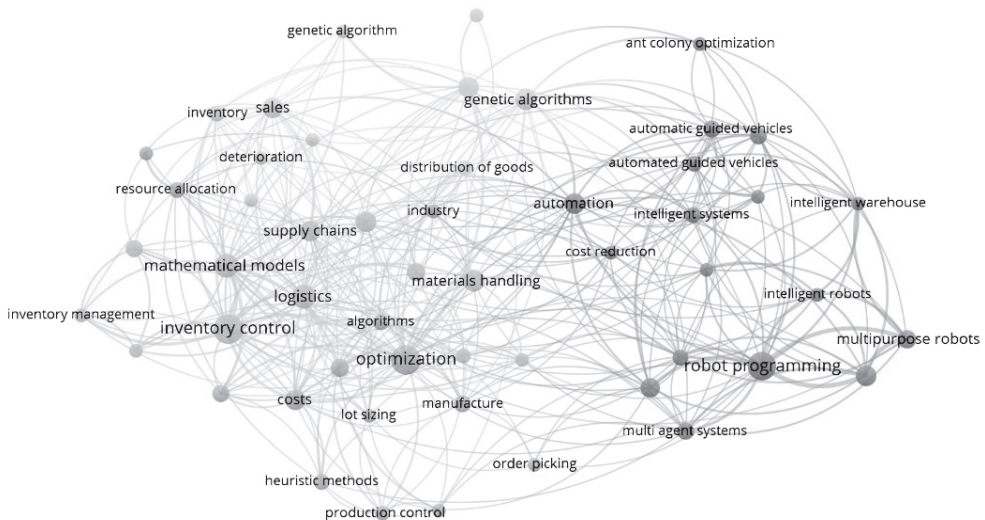 genetic algorithm
ant colony optimization
genetic algorithms
inventory
sales
automatic guided vehicles
deterioration
distribution of goods
automated guided vehicles
resource allocation
industry
automation
intelligent systems
intelligent warehouse
supply chains
cost reduction
mathematical models
materials handling
logistics
intelligent robots
inventory management
inventory control
algorithms
multipurpose robots
optimization
robot programming
costs
lot sizing
manufacture
multi agent systems
order picking
heuristic methods
production control